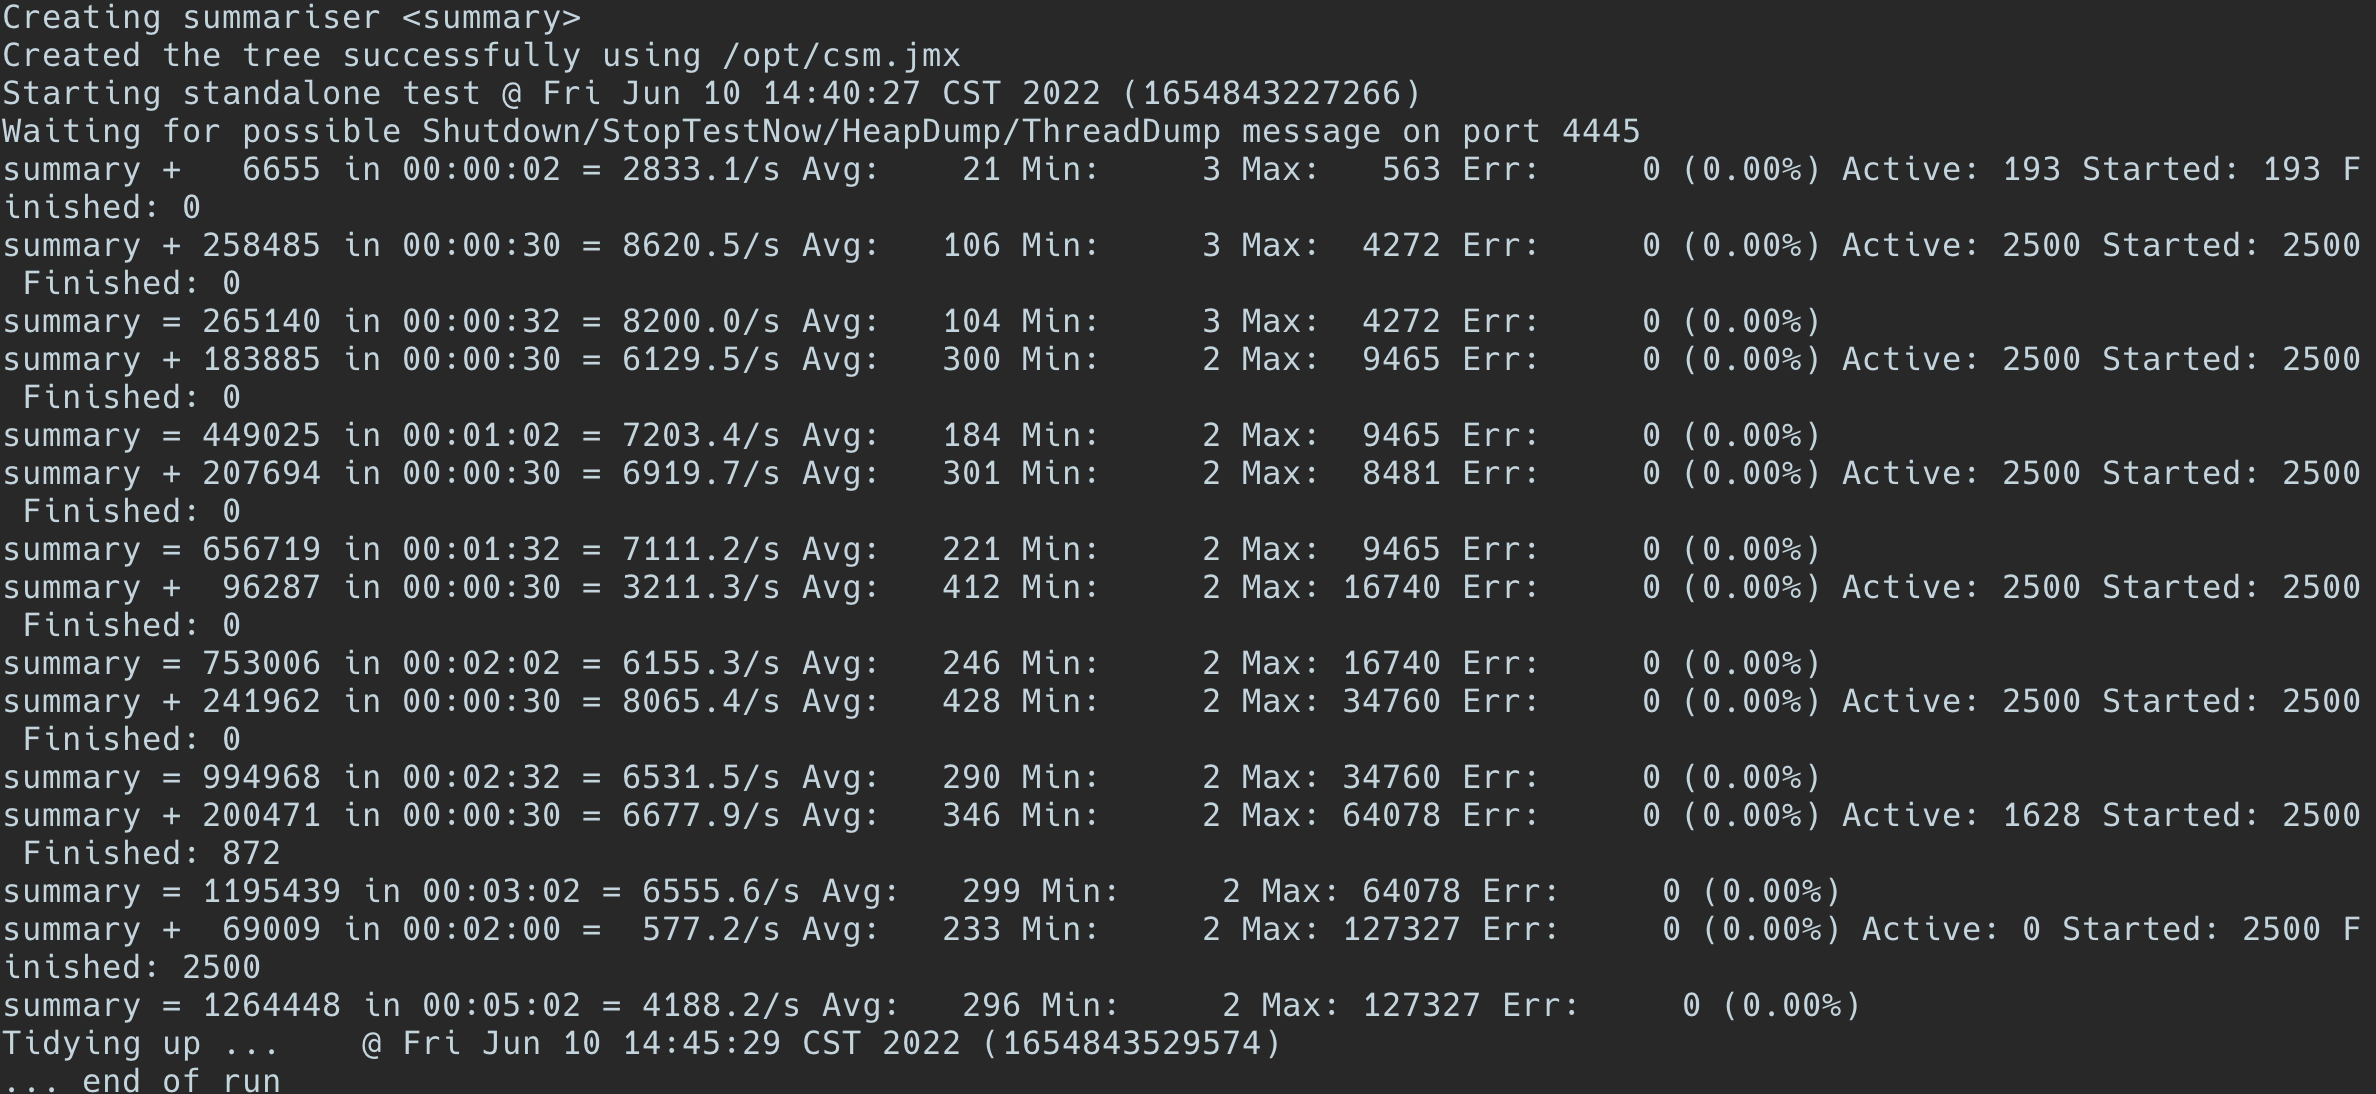 Creating summariser <summary>
Created the tree successfully using /opt/csm.jmx
Starting standalone test @ Fri Jun 10 14:40:27 CST 2022 (1654843227266)
Waiting for possible Shutdown/StopTestNow/HeapDump/ThreadDump message on port 4445
summary +   6655 in 00:00:02 = 2833.1/s Avg:    21 Min:     3 Max:   563 Err:     0 (0.00%) Active: 193 Started: 193 F
inished: 0
summary + 258485 in 00:00:30 = 8620.5/s Avg:   106 Min:     3 Max:  4272 Err:     0 (0.00%) Active: 2500 Started: 2500
 Finished: 0
summary = 265140 in 00:00:32 = 8200.0/s Avg:   104 Min:     3 Max:  4272 Err:     0 (0.00%)
summary + 183885 in 00:00:30 = 6129.5/s Avg:   300 Min:     2 Max:  9465 Err:     0 (0.00%) Active: 2500 Started: 2500
 Finished: 0
summary = 449025 in 00:01:02 = 7203.4/s Avg:   184 Min:     2 Max:  9465 Err:     0 (0.00%)
summary + 207694 in 00:00:30 = 6919.7/s Avg:   301 Min:     2 Max:  8481 Err:     0 (0.00%) Active: 2500 Started: 2500
 Finished: 0
summary = 656719 in 00:01:32 = 7111.2/s Avg:   221 Min:     2 Max:  9465 Err:     0 (0.00%)
summary +  96287 in 00:00:30 = 3211.3/s Avg:   412 Min:     2 Max: 16740 Err:     0 (0.00%) Active: 2500 Started: 2500
 Finished: 0
summary = 753006 in 00:02:02 = 6155.3/s Avg:   246 Min:     2 Max: 16740 Err:     0 (0.00%)
summary + 241962 in 00:00:30 = 8065.4/s Avg:   428 Min:     2 Max: 34760 Err:     0 (0.00%) Active: 2500 Started: 2500
 Finished: 0
summary = 994968 in 00:02:32 = 6531.5/s Avg:   290 Min:     2 Max: 34760 Err:     0 (0.00%)
summary + 200471 in 00:00:30 = 6677.9/s Avg:   346 Min:     2 Max: 64078 Err:     0 (0.00%) Active: 1628 Started: 2500
 Finished: 872
summary = 1195439 in 00:03:02 = 6555.6/s Avg:   299 Min:     2 Max: 64078 Err:     0 (0.00%)
summary +  69009 in 00:02:00 =  577.2/s Avg:   233 Min:     2 Max: 127327 Err:     0 (0.00%) Active: 0 Started: 2500 F
inished: 2500
summary = 1264448 in 00:05:02 = 4188.2/s Avg:   296 Min:     2 Max: 127327 Err:     0 (0.00%)
Tidying up ...    @ Fri Jun 10 14:45:29 CST 2022 (1654843529574)
... end of run